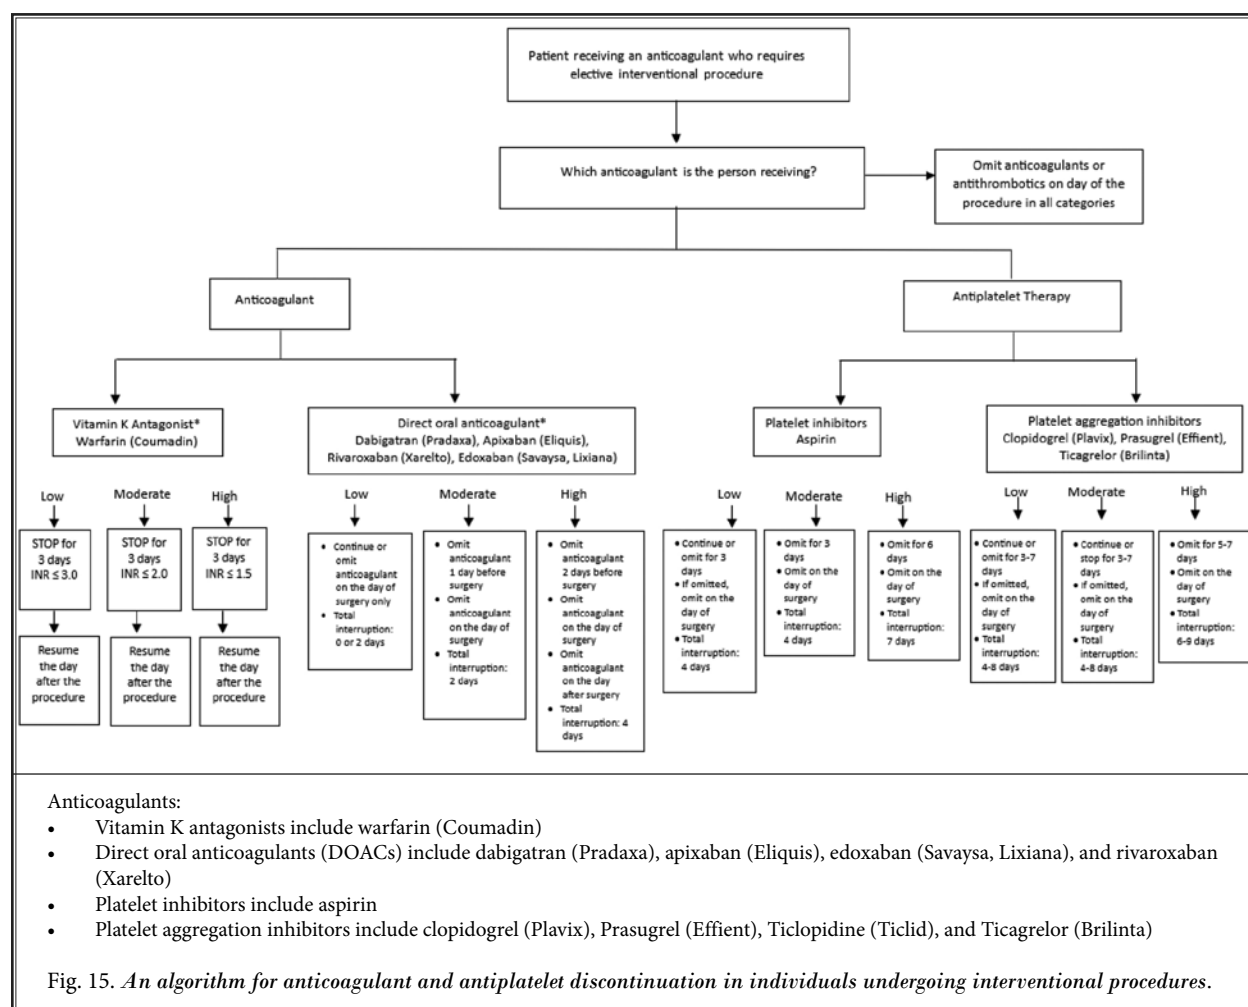 Patient receiving an anticoagulant who requires
elective interventional procedure
Which anticoagulant is the person receiving?
Omit anticoagulants or
antithrombotics on day of the
procedure in all categories
Anticoagulant
Antiplatelet Therapy
Vitamin K Antagonist*
Warfarin (Coumadin)
Direct oral anticoagulant*
Dabigatran (Pradaxa), Apixaban (Eliquis),
Rivaroxaban (Xarelto), Edoxaban (Savaysa, Lixiana)
Platelet inhibitors
Aspirin
Platelet aggregation inhibitors
Clopidogrel (Plavix), Prasugrel (Effient),
Ticagrelor (Brilinta)
Low
STOP for
3 days
INR ≤ 3.0
Resume
the day
after the
procedure
Moderate
STOP for
3 days
INR ≤ 2.0
Resume
the day
after the
procedure
High
STOP for
3 days
INR ≤ 1.5
Resume
the day
after the
procedure
Low
• Continue or
omit
anticoagulant
on the day of
surgery only
• Total
interruption:
0 or 2 days
Moderate
• Omit
anticoagulant
1 day before
surgery
• Omit
anticoagulant
on the day of
surgery
• Total
interruption:
2 days
High
• Omit
anticoagulant
2 days before
surgery
• Omit
anticoagulant
on the day of
surgery
• Omit
anticoagulant
on the day
after surgery
• Total
interruption: 4
days
Low
• Continue or
omit for 3
days
• If omitted,
omit on the
day of
surgery
• Total
interruption:
4 days
Moderate
• Omit for 3
days
• Omit on the
day of
surgery
• Total
interruption:
4 days
High
• Omit for 6
days
• Omit on the
day of
surgery
• Total
interruption:
7 days
Low
• Continue or
omit for 3-7
days
• If omitted,
omit on the
day of
surgery
• Total
interruption:
4-8 days
Moderate
• Continue or
stop for 3-7
days
• If omitted,
omit on the
day of
surgery
• Total
interruption:
4-8 days
High
• Omit for 5-7
days
• Omit on the
day of
surgery
• Total
interruption:
6-9 days
Anticoagulants:
• Vitamin K antagonists include warfarin (Coumadin)
• Direct oral anticoagulants (DOACs) include dabigatran (Pradaxa), apixaban (Eliquis), edoxaban (Savaysa, Lixiana), and rivaroxaban
(Xarelto)
• Platelet inhibitors include aspirin
• Platelet aggregation inhibitors include clopidogrel (Plavix), Prasugrel (Effient), Ticlopidine (Ticlid), and Ticagrelor (Brilinta)
Fig. 15. An algorithm for anticoagulant and antiplatelet discontinuation in individuals undergoing interventional procedures.